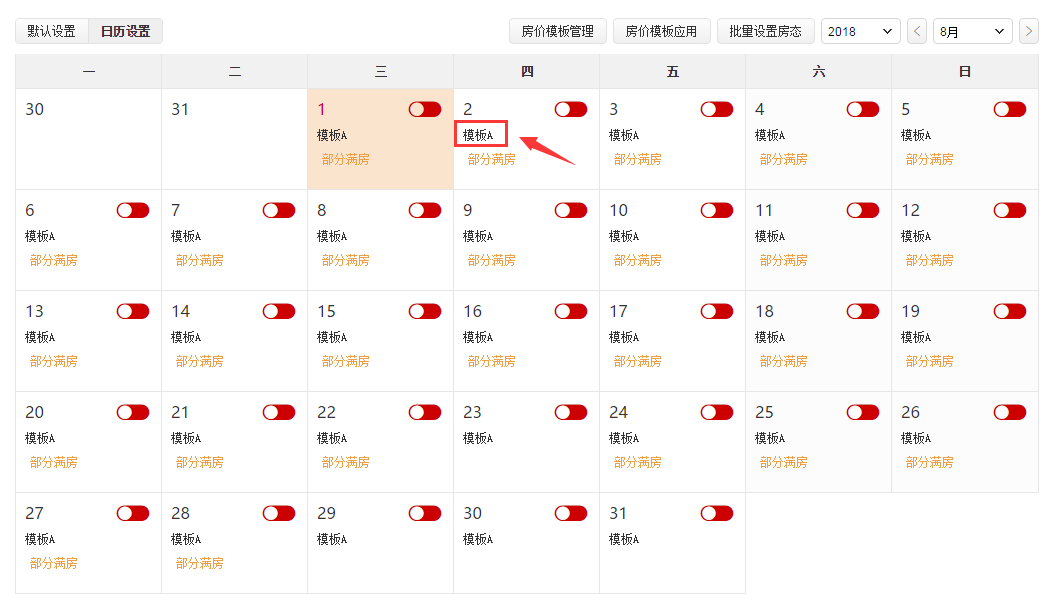 默认设置 日历设置 房价模板管理 房价模板应用 批量设置房态 2018 8月
一 二 三 四 五 六 日
30 31 1 2 3 4 5
模板A 模板A 模板A 模板A 模板A
部分满房 部分满房 部分满房 部分满房 部分满房
6 7 8 9 10 11 12
模板A 模板A 模板A 模板A 模板A 模板A 模板A
部分满房 部分满房 部分满房 部分满房 部分满房 部分满房 部分满房
13 14 15 16 17 18 19
模板A 模板A 模板A 模板A 模板A 模板A 模板A
部分满房 部分满房 部分满房 部分满房 部分满房 部分满房 部分满房
20 21 22 23 24 25 26
模板A 模板A 模板A 模板A 模板A 模板A 模板A
部分满房 部分满房 部分满房 部分满房 部分满房 部分满房
27 28 29 30 31
模板A 模板A 模板A 模板A 模板A
部分满房 部分满房